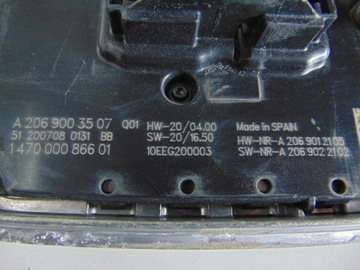 A 206 900 35 07 Q01 HW-20/04.00 Made in SPAIN
51 200708 0131 BB SW-20/16.50 HW-NR-A 206 901 21 05
1 470 000 866 01 10EEG200003 SW-NR-A 206 902 21 02